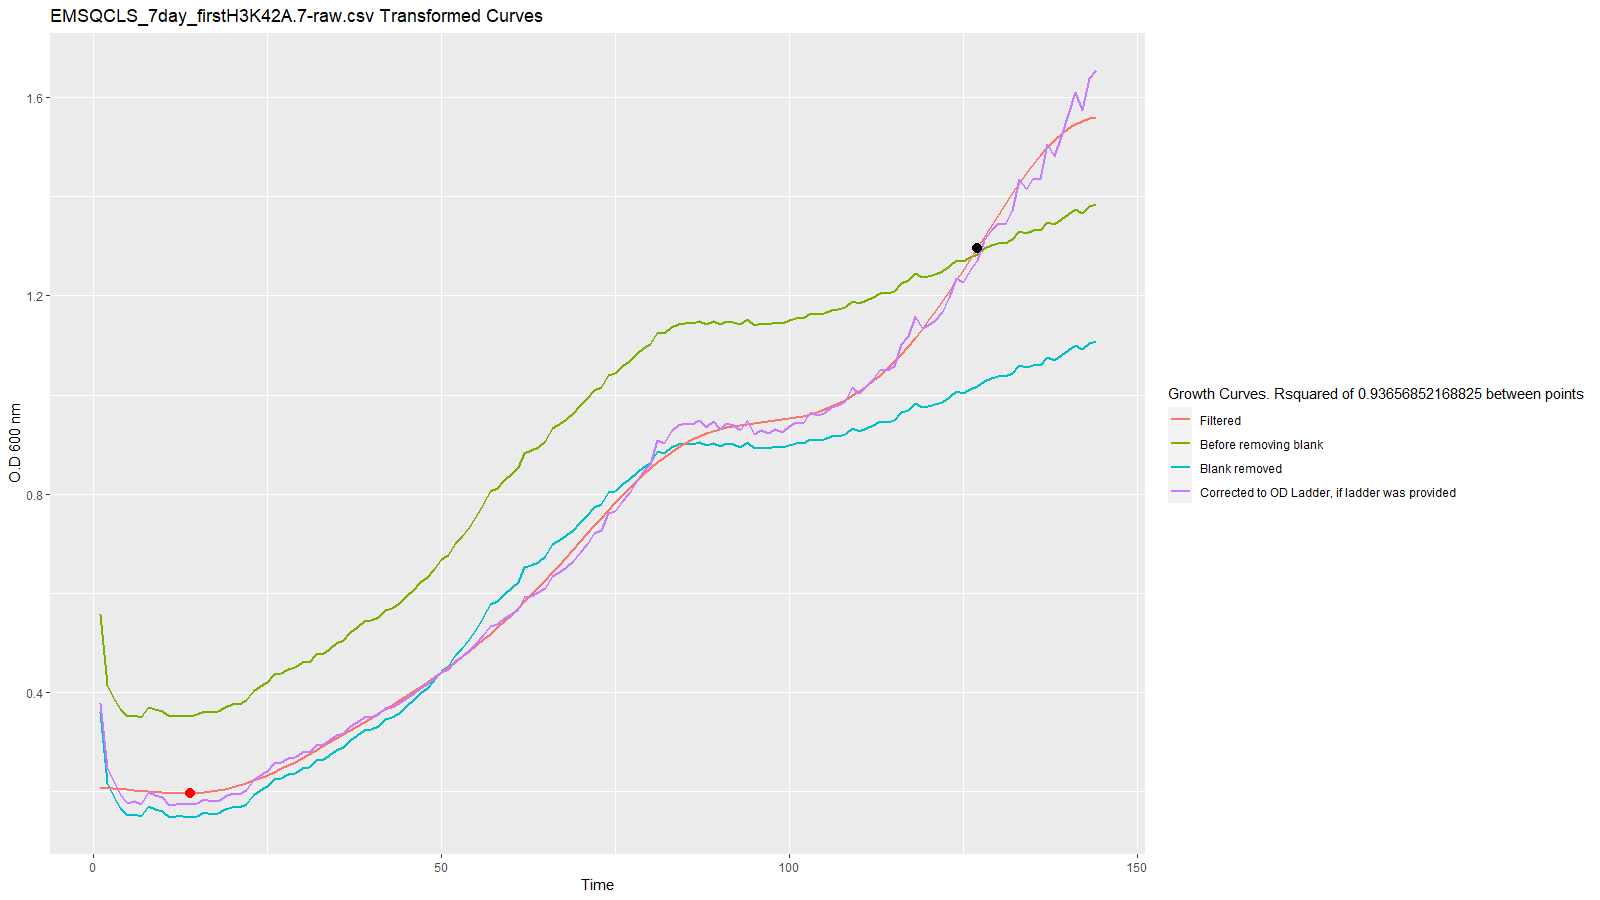 EMSQCLS_7day_firstH3K42A.7-raw.csv Transformed Curves
1.6
1.2
0.8
0.4
O.D 600 nm
0
50
100
150
Time
Growth Curves. Rsquared of 0.93656852168825 between points
Filtered
Before removing blank
Blank removed
Corrected to OD Ladder, if ladder was provided